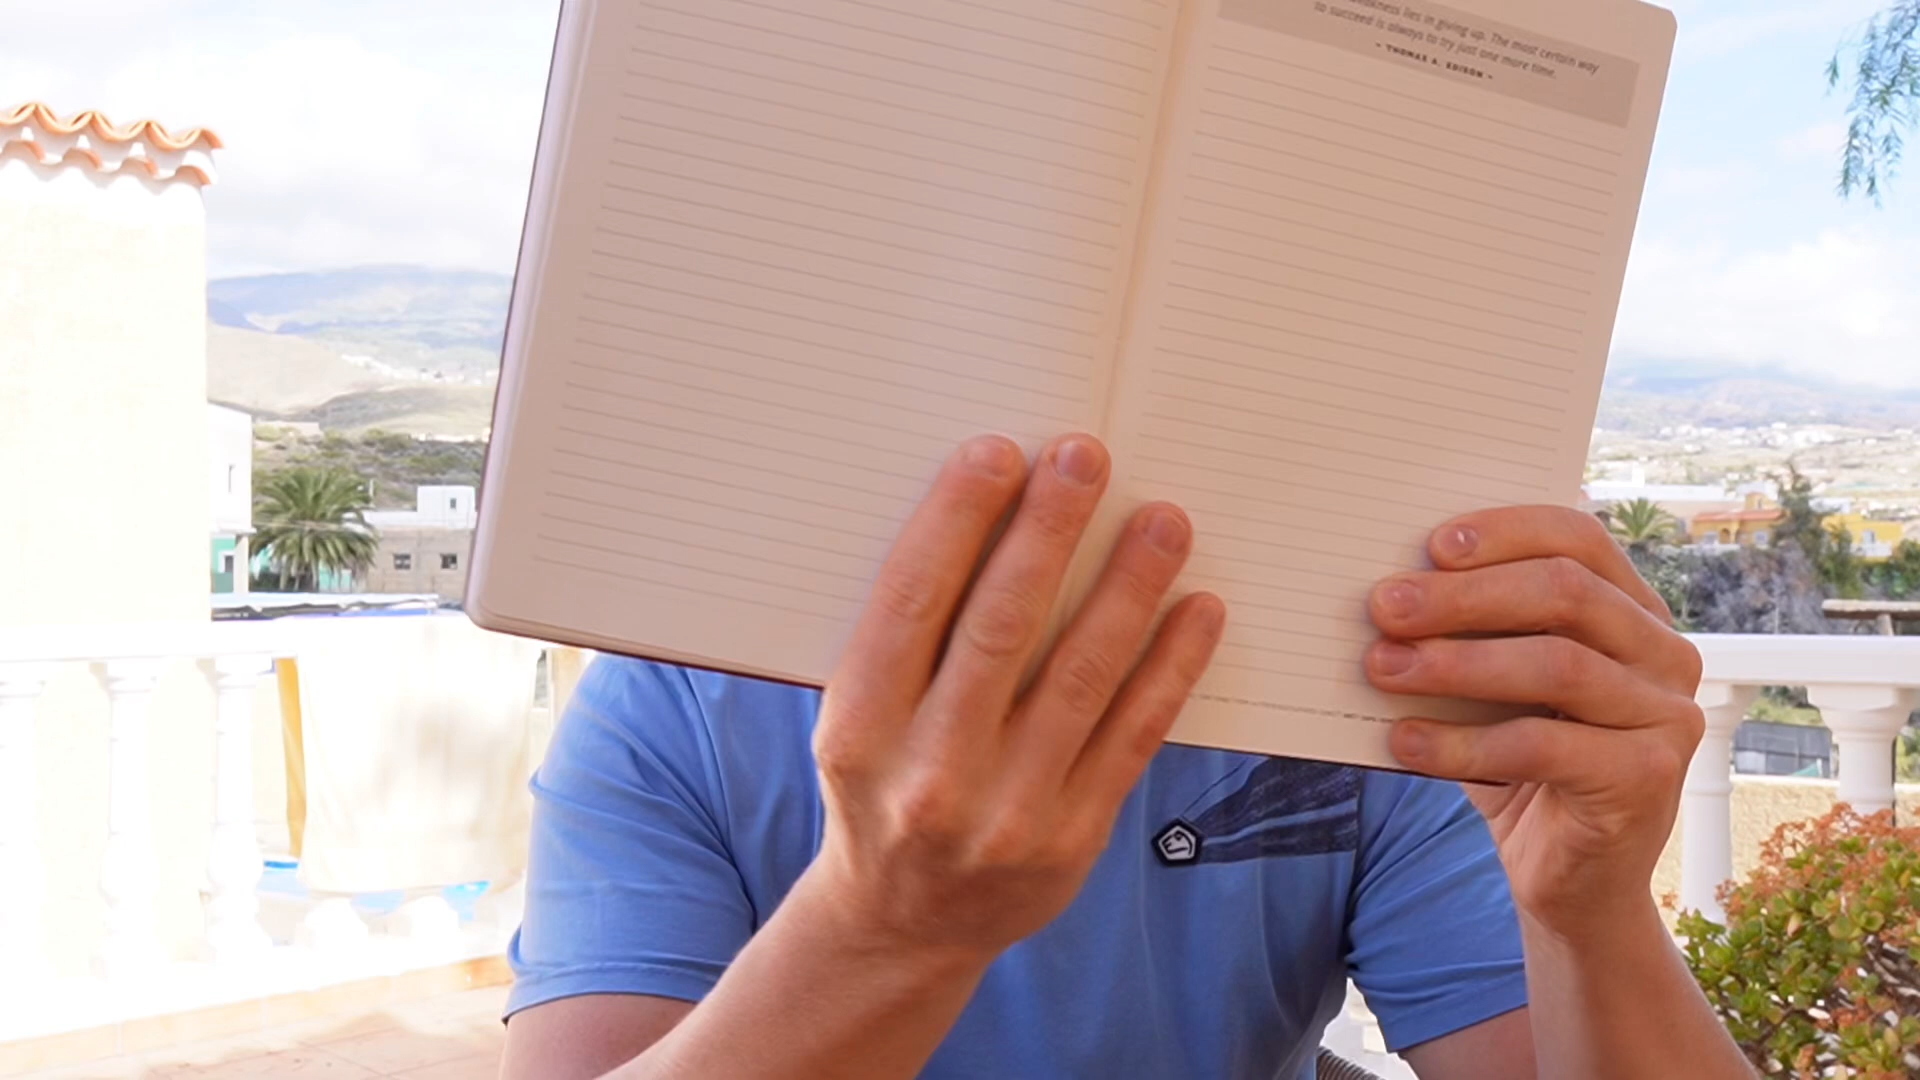 weakness lies in giving up. The most certain way
to succeed is always to try just one more time.
~ THOMAS A. EDISON ~